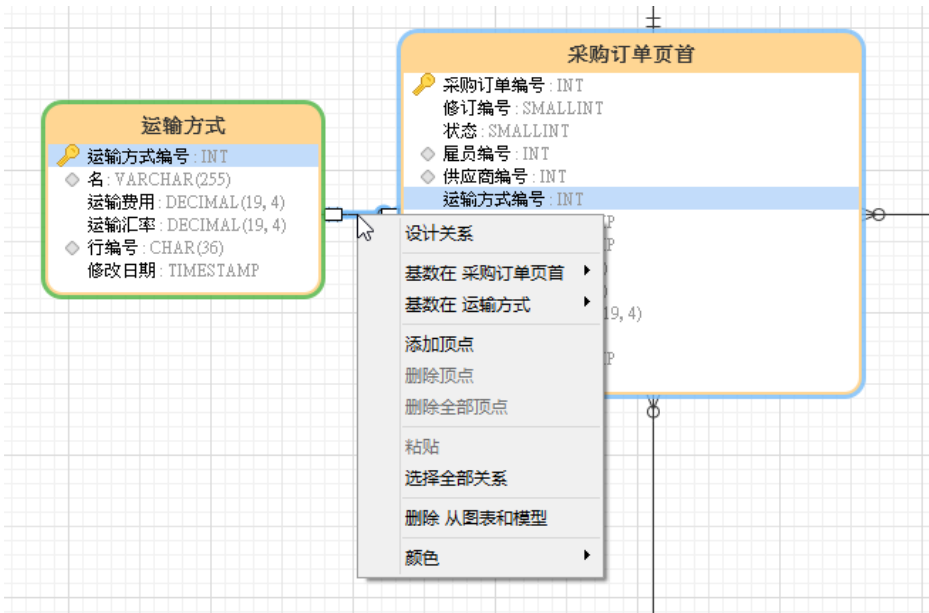 采购订单页首
采购订单编号: INT
修订编号: SMALLINT
状态: SMALLINT
雇员编号: INT
供应商编号: INT
运输方式编号: INT
运输方式
运输方式编号: INT
名: VARCHAR(255)
运输费用: DECIMAL(19, 4)
运输汇率: DECIMAL(19, 4)
行编号: CHAR(36)
修改日期: TIMESTAMP
P
P
)
)
19, 4)
P
设计关系
基数在 采购订单页首
基数在 运输方式
添加顶点
删除顶点
删除全部顶点
粘贴
选择全部关系
删除 从图表和模型
颜色